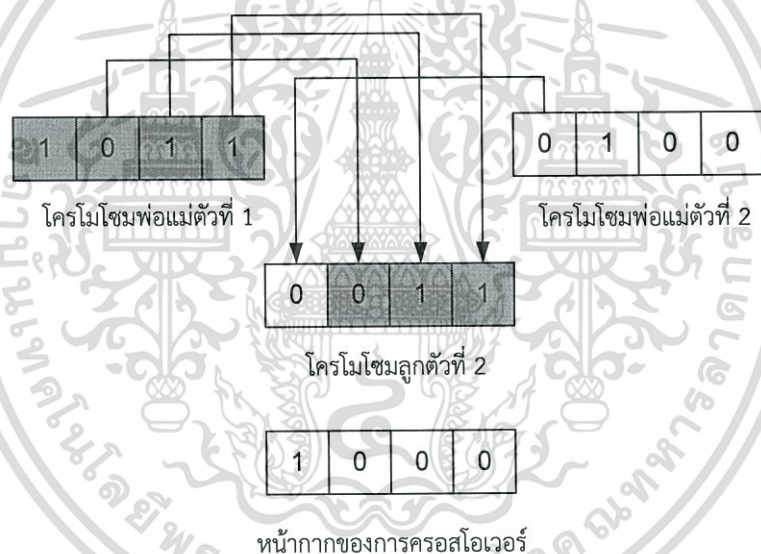 1 0 1 1
0 1 0 0
โครโมโซมพ่อแม่ตัวที่ 1
โครโมโซมพ่อแม่ตัวที่ 2
0 0 1 1
โครโมโซมลูกตัวที่ 2
1 0 0 0
หน้ากากของการครอสโอเวอร์